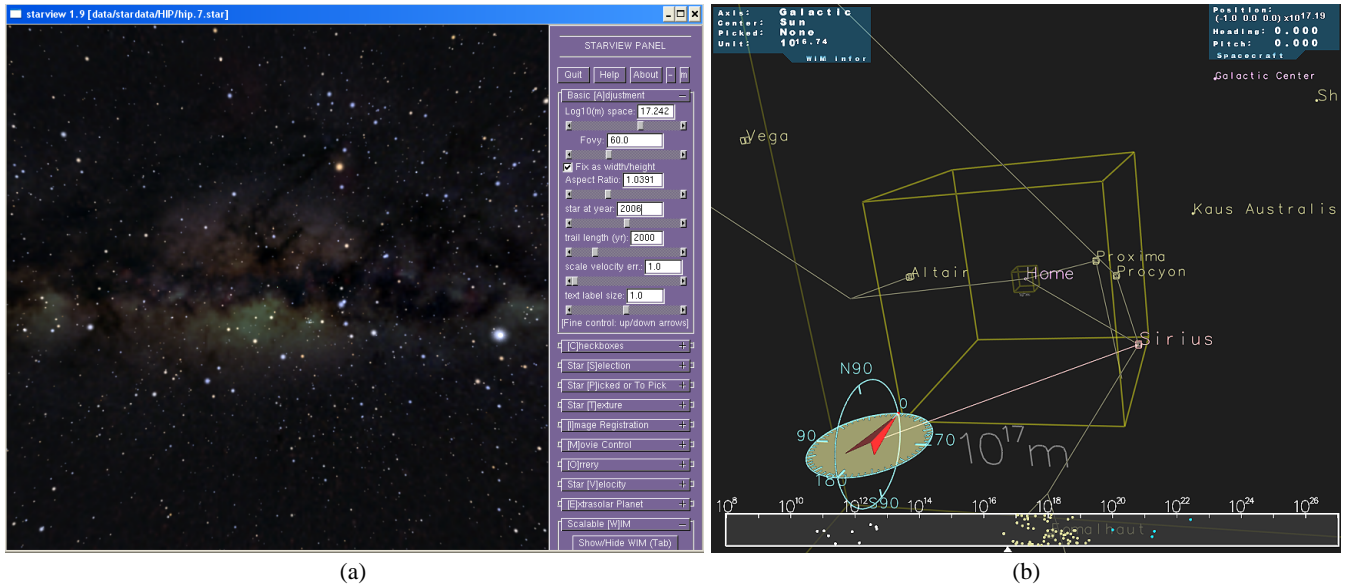 starview 1.9 [data/stardata/HIP/hip.7.star]
STARVIEW PANEL
Quit Help About - m
Basic [A]djustment
Log10(m) space: 17.242
Fovy: 60.0
Fix as width/height
Aspect Ratio: 1.0391
star at year: 2006
trail length (yr): 2000
scale velocity err.: 1.0
text label size: 1.0
[Fine control: up/down arrows]
[C]heckboxes
Star [S]election
Star [P]icked or To Pick
Star [T]exture
[I]mage Registration
[M]ovie Control
[O]rrery
Star [V]elocity
[E]xtrasolar Planet
Scalable [W]IM
Show/Hide WIM (Tab)
(a)
Axis: Galactic
Center: Sun
Picked: None
Unit: 10^16.74
WIM Infor
Position:
(-1.0 0.0 0.0) x10^17.19
Heading: 0.000
Pitch: 0.000
Spacecraft
Galactic Center
Sh
Vega
Kaus Australis
Proxima
Altair
Home
Procyon
Sirius
N90
0
90
70
180
S90
10^17 m
10^8 10^10 10^12 10^14 10^16 10^18 10^20 10^22 10^24 10^26
Fomalhaut
(b)